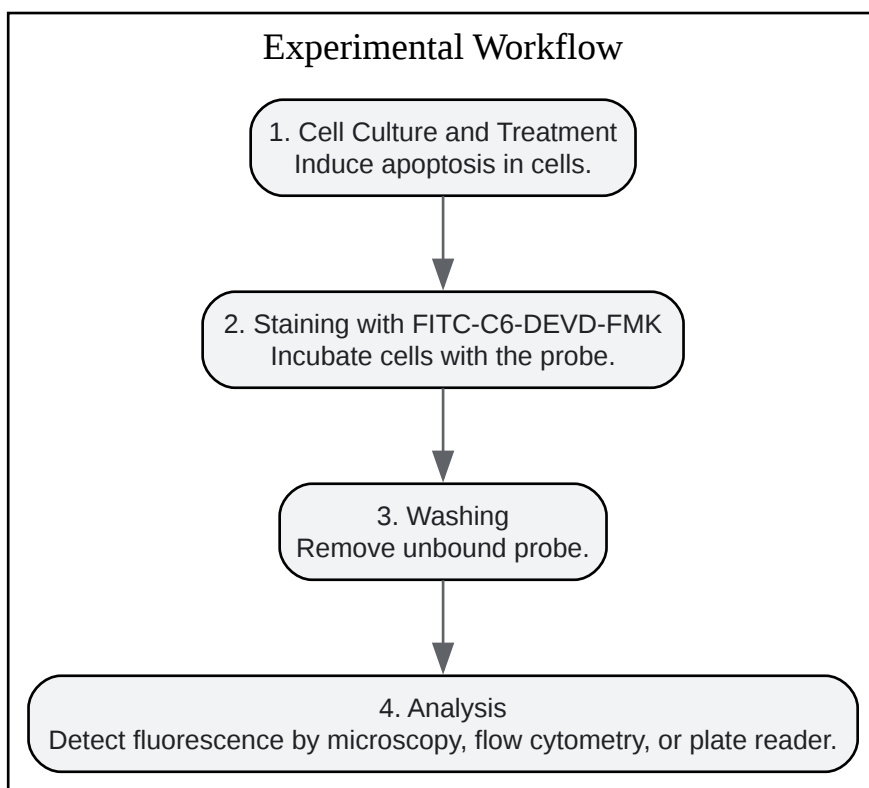 Experimental Workflow
1. Cell Culture and Treatment
Induce apoptosis in cells.
2. Staining with FITC-C6-DEVD-FMK
Incubate cells with the probe.
3. Washing
Remove unbound probe.
4. Analysis
Detect fluorescence by microscopy, flow cytometry, or plate reader.